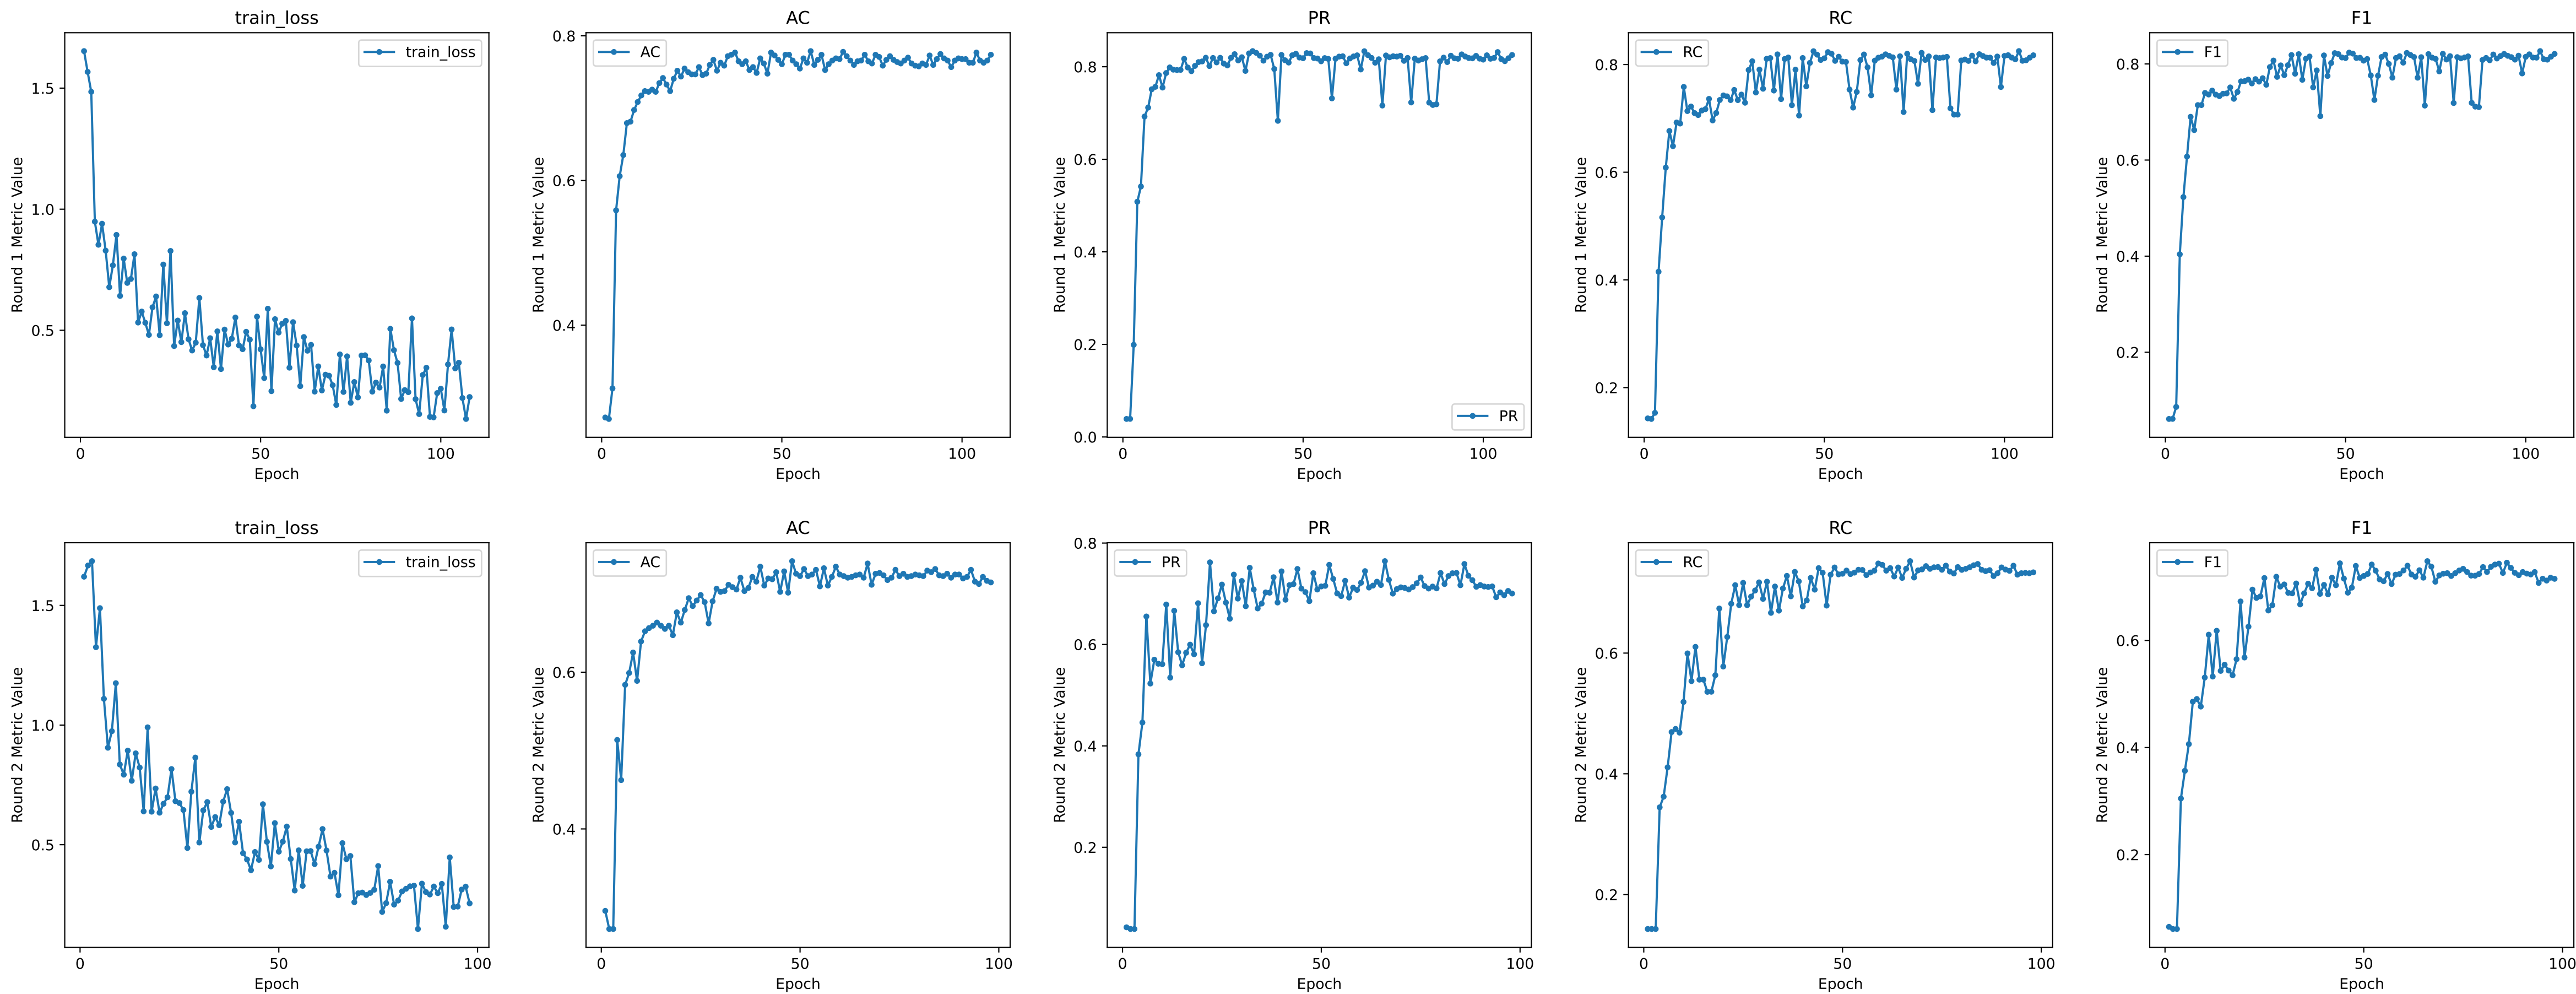 train_loss
Round 1 Metric Value
1.5
1.0
0.5
train_loss
0
50
100
Epoch
AC
Round 1 Metric Value
0.8
0.6
0.4
AC
0
50
100
Epoch
PR
Round 1 Metric Value
0.8
0.6
0.4
0.2
0.0
PR
0
50
100
Epoch
RC
Round 1 Metric Value
0.8
0.6
0.4
0.2
RC
0
50
100
Epoch
F1
Round 1 Metric Value
0.8
0.6
0.4
0.2
F1
0
50
100
Epoch
train_loss
Round 2 Metric Value
1.5
1.0
0.5
train_loss
0
50
100
Epoch
AC
Round 2 Metric Value
0.6
0.4
AC
0
50
100
Epoch
PR
Round 2 Metric Value
0.8
0.6
0.4
0.2
PR
0
50
100
Epoch
RC
Round 2 Metric Value
0.6
0.4
0.2
RC
0
50
100
Epoch
F1
Round 2 Metric Value
0.6
0.4
0.2
F1
0
50
100
Epoch